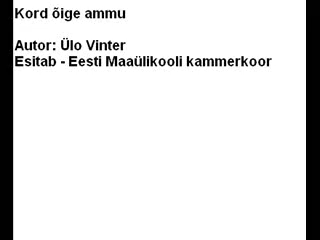 Kord õige ammu
Autor: Ülo Vinter
Esitab - Eesti Maaülikooli kammerkoor